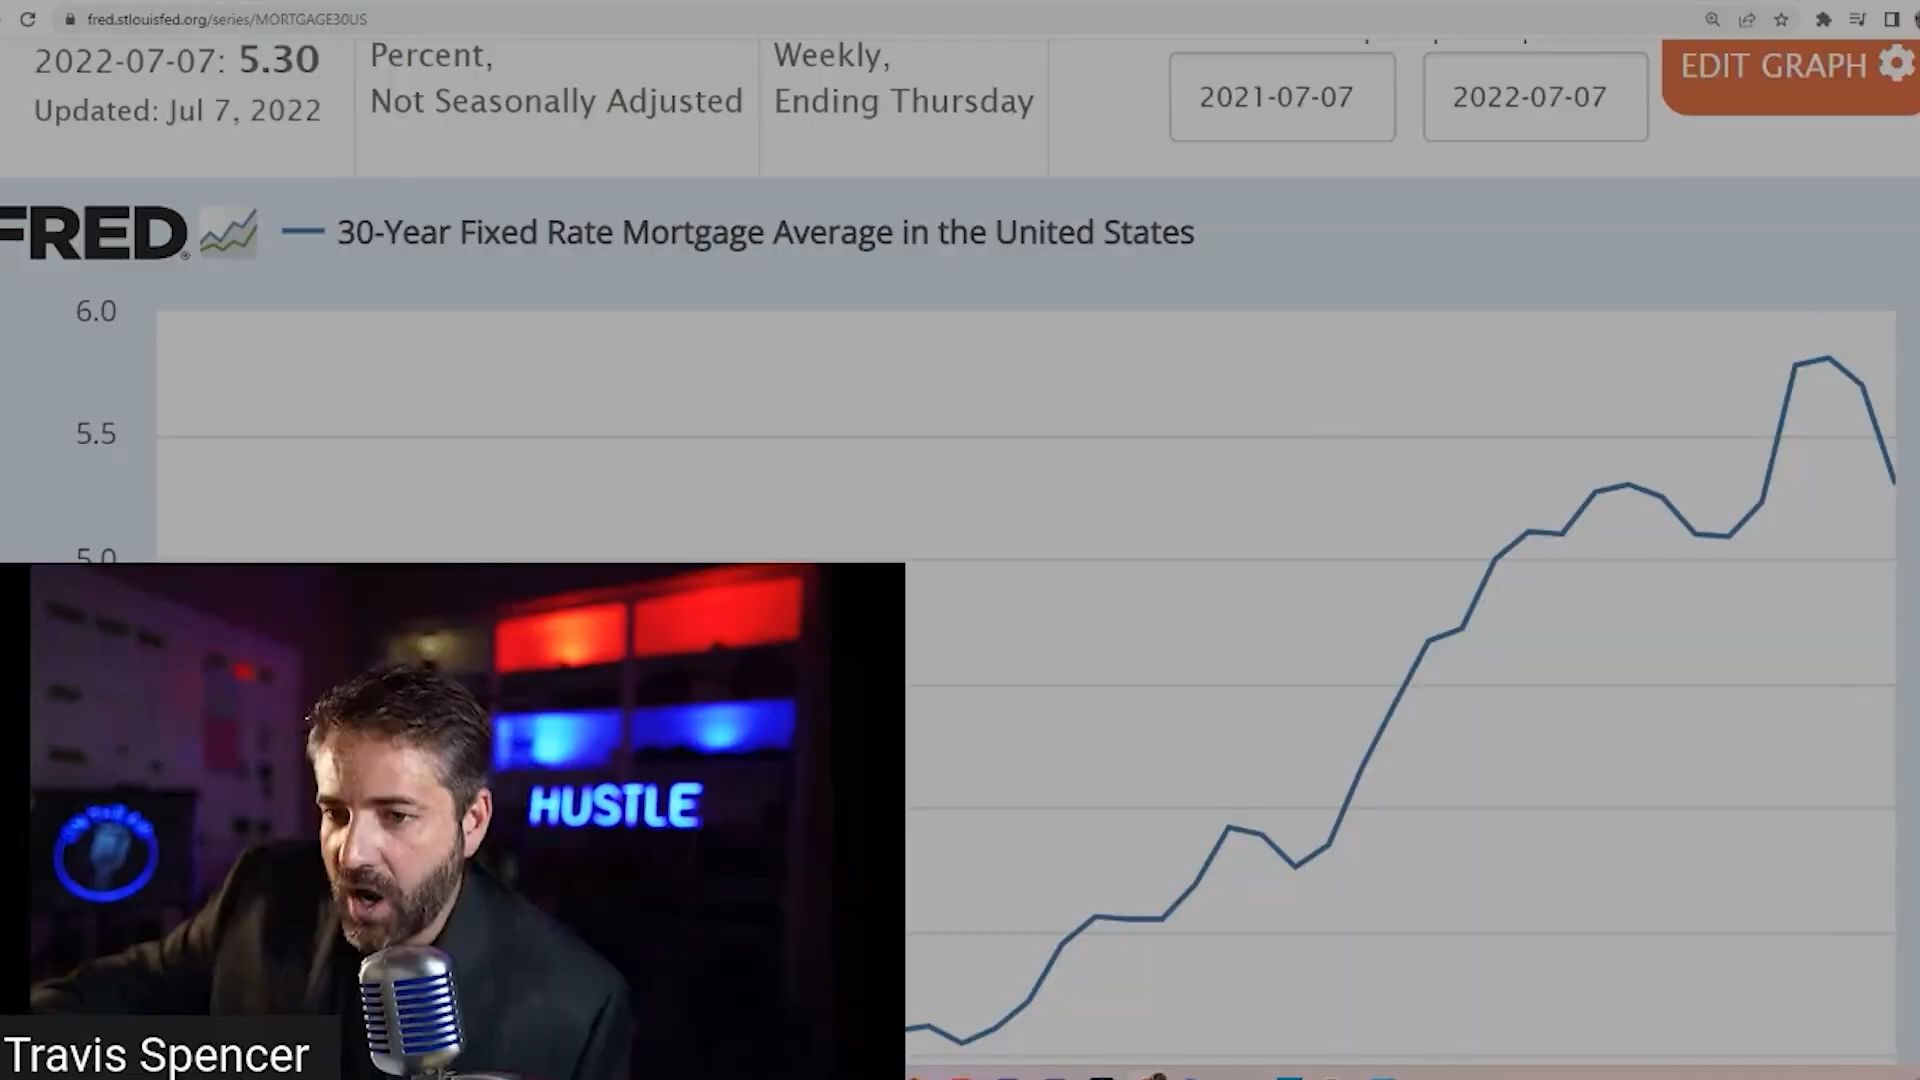 fred.stlouisfed.org/series/MORTGAGE30US
2022-07-07: 5.30
Updated: Jul 7, 2022
Percent,
Not Seasonally Adjusted
Weekly,
Ending Thursday
2021-07-07
2022-07-07
EDIT GRAPH
FRED
30-Year Fixed Rate Mortgage Average in the United States
6.0
5.5
5.0
HUSTLE
Travis Spencer